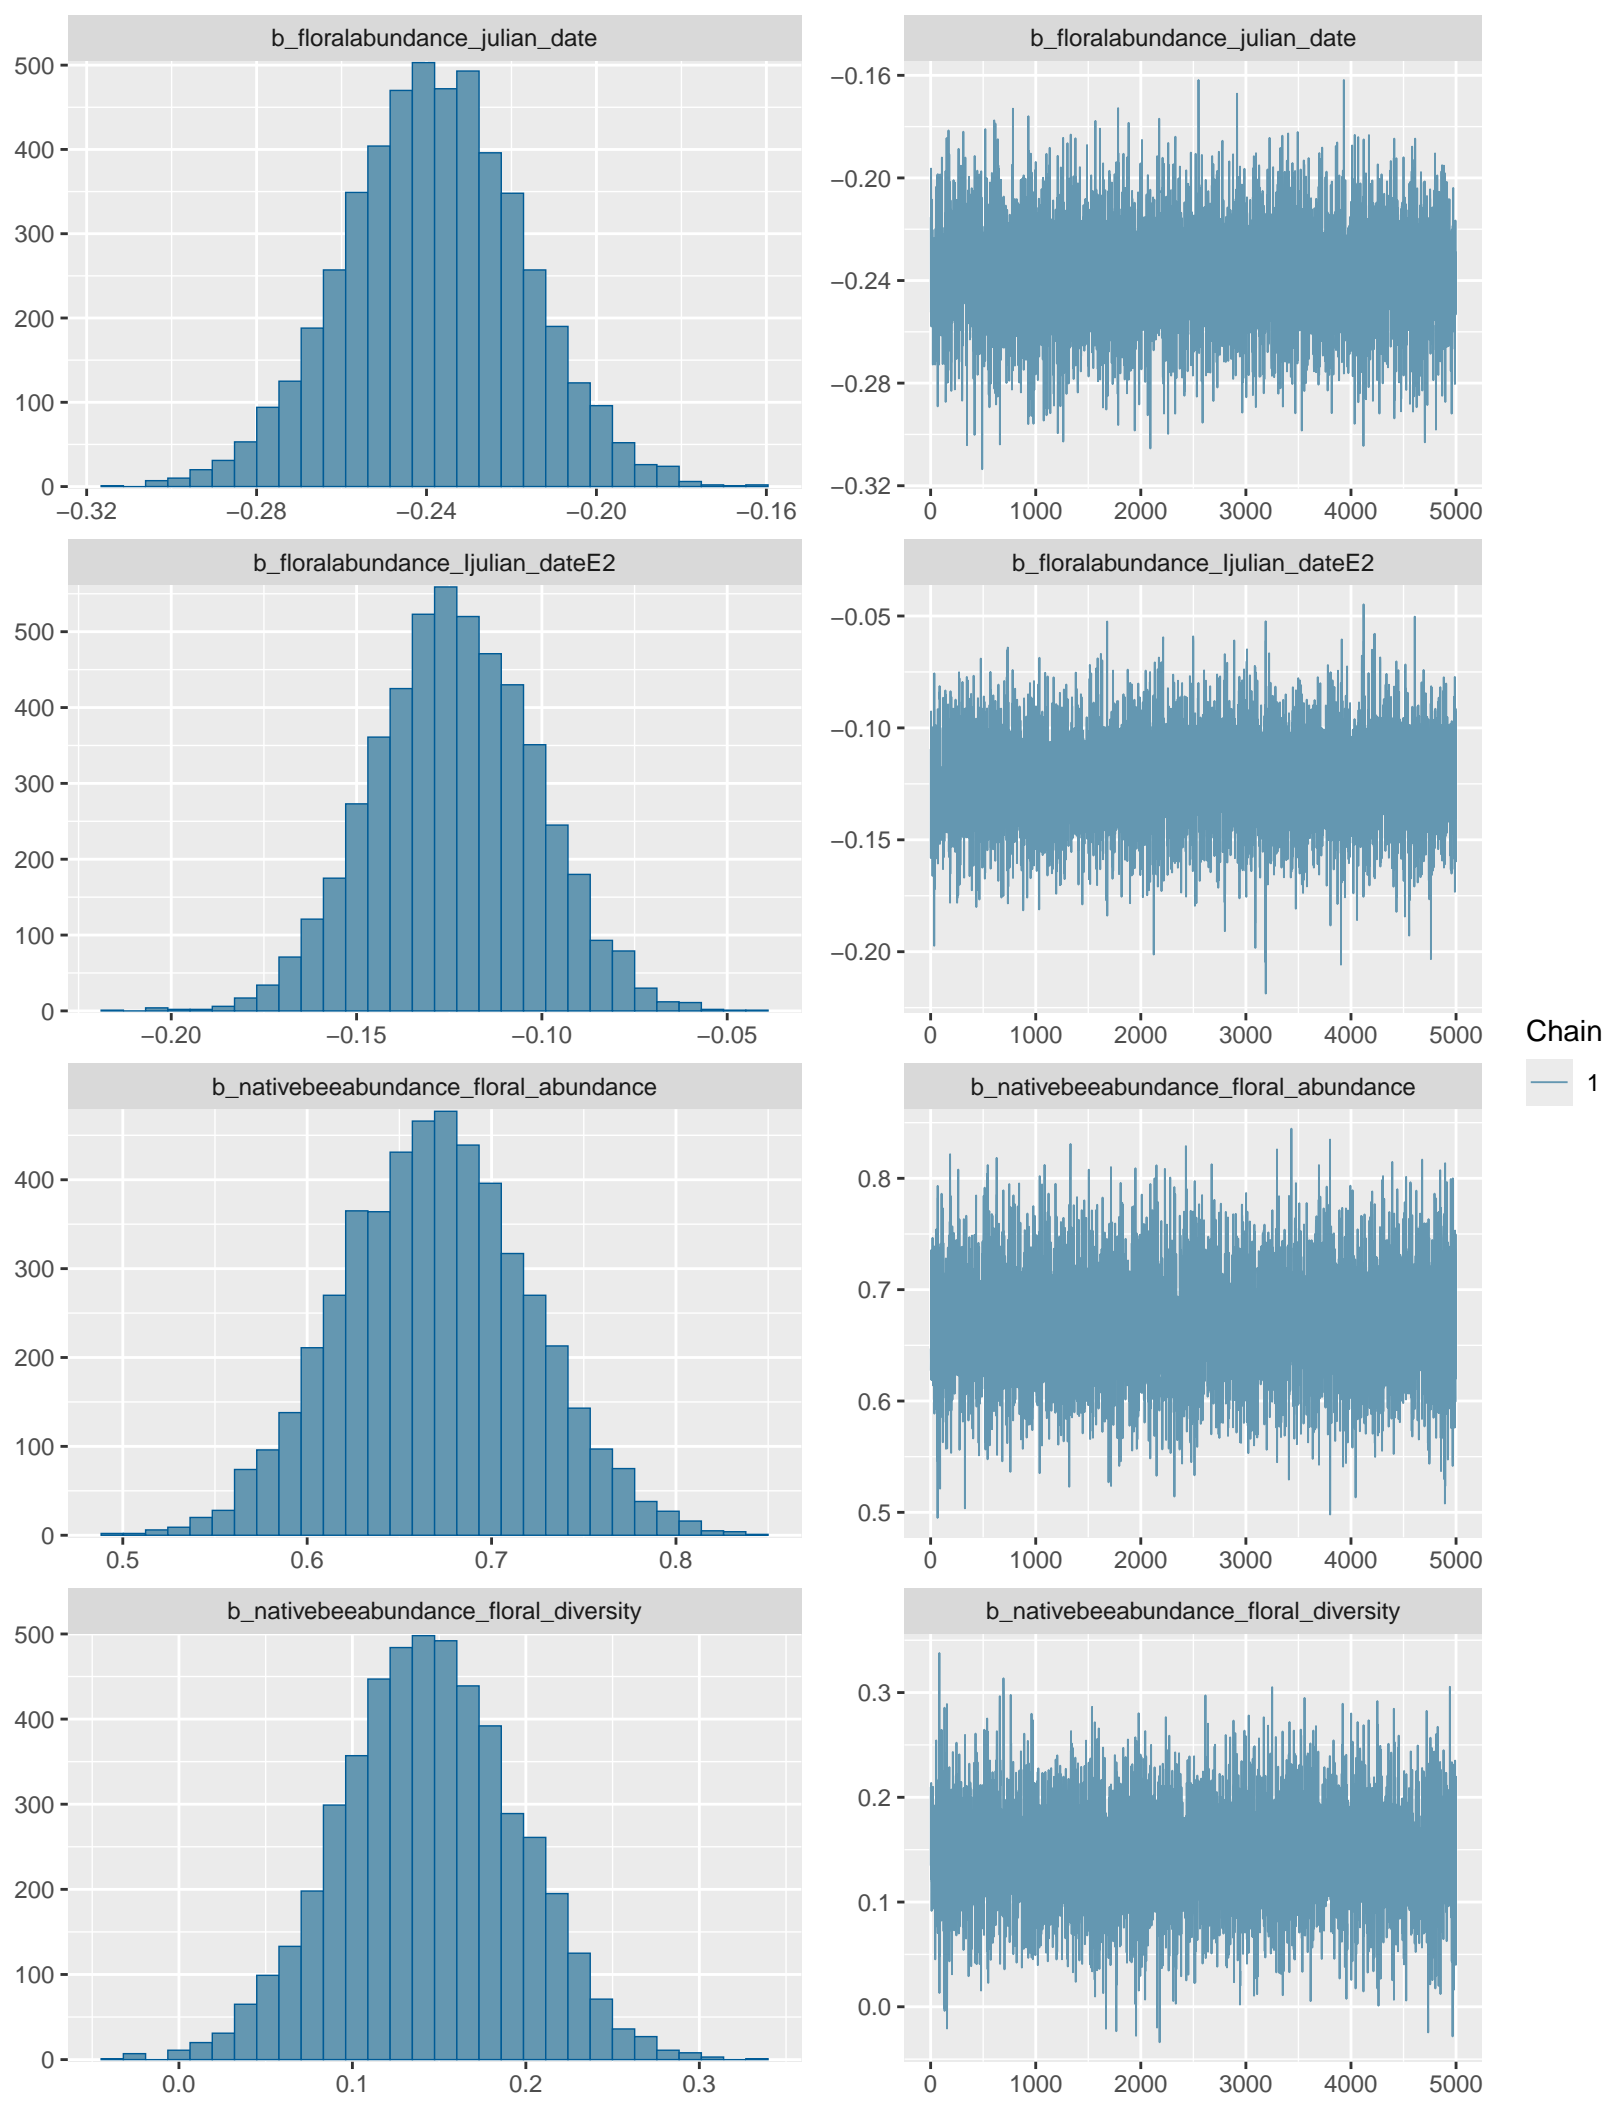 b_floralabundance_julian_date
500
400
300
200
100
0
−0.32 −0.28 −0.24 −0.20 −0.16
b_floralabundance_julian_date
−0.16
−0.20
−0.24
−0.28
−0.32
0 1000 2000 3000 4000 5000
b_floralabundance_Ijulian_dateE2
500
400
300
200
100
0
−0.20 −0.15 −0.10 −0.05
b_floralabundance_Ijulian_dateE2
−0.05
−0.10
−0.15
−0.20
0 1000 2000 3000 4000 5000
b_nativebeeabundance_floral_abundance
400
300
200
100
0
0.5 0.6 0.7 0.8
b_nativebeeabundance_floral_abundance
0.8
0.7
0.6
0.5
0 1000 2000 3000 4000 5000
b_nativebeeabundance_floral_diversity
500
400
300
200
100
0
0.0 0.1 0.2 0.3
b_nativebeeabundance_floral_diversity
0.3
0.2
0.1
0.0
0 1000 2000 3000 4000 5000
Chain
1